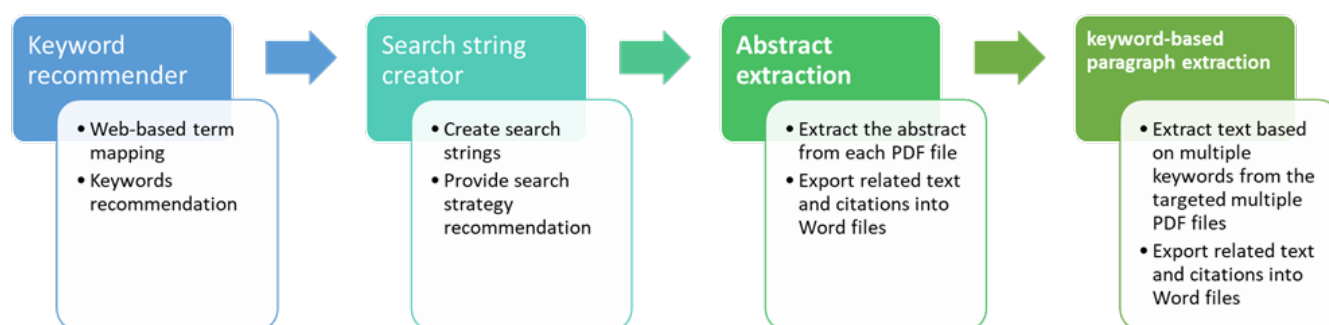 Keyword
recommender
• Web-based term
mapping
• Keywords
recommendation
Search string
creator
• Create search
strings
• Provide search
strategy
recommendation
Abstract
extraction
• Extract the abstract
from each PDF file
• Export related text
and citations into
Word files
keyword-based
paragraph extraction
• Extract text based
on multiple
keywords from the
targeted multiple
PDF files
• Export related text
and citations into
Word files